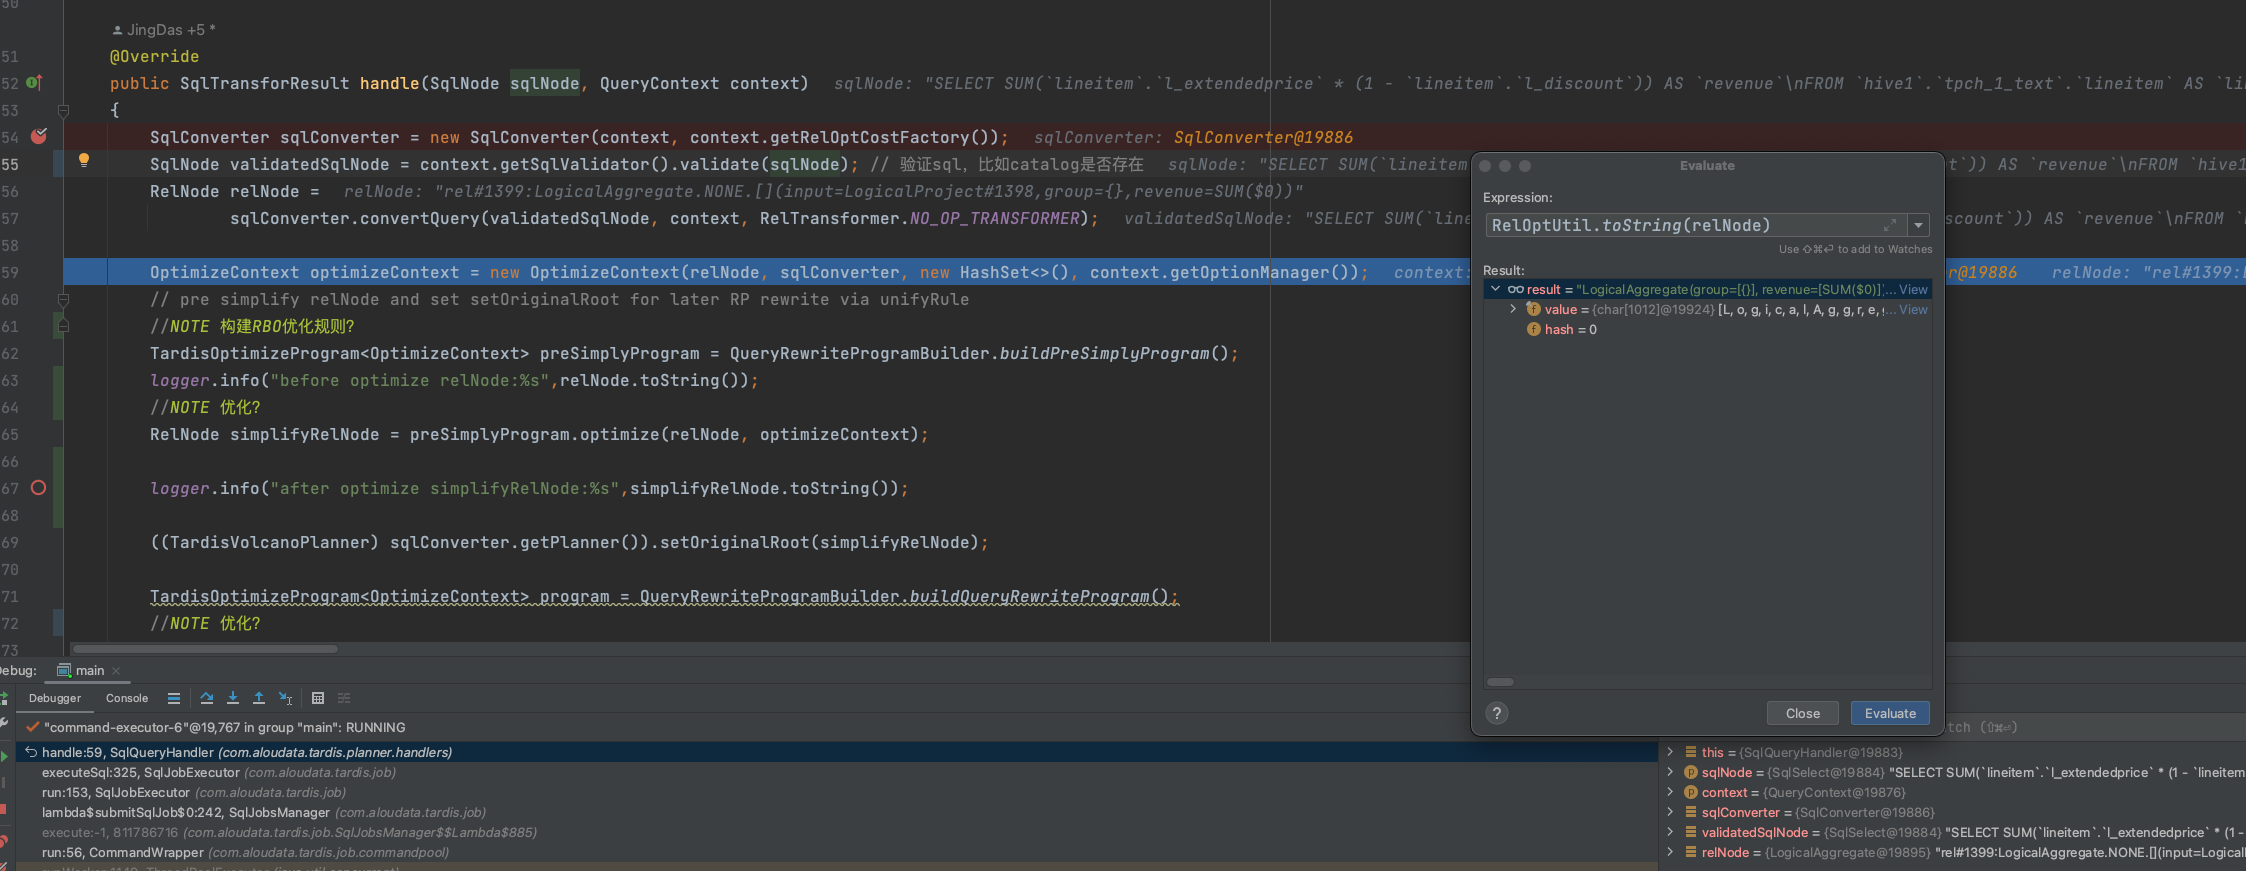 50
JingDas +5 *
51 @Override
52 public SqlTransforResult handle(SqlNode sqlNode, QueryContext context) sqlNode: "SELECT SUM(`lineitem`.`l_extendedprice` * (1 - `lineitem`.`l_discount`)) AS `revenue`\nFROM `hive1`.`tpch_1_text`.`lineitem` AS `li
53 {
54 SqlConverter sqlConverter = new SqlConverter(context, context.getRelOptCostFactory()); sqlConverter: SqlConverter@19886
55 SqlNode validatedSqlNode = context.getSqlValidator().validate(sqlNode); // 验证sql, 比如catalog是否存在 sqlNode: "SELECT SUM(`lineitem t`)) AS `revenue`\nFROM `hive1
56 RelNode relNode = relNode: "rel#1399:LogicalAggregate.NONE.[](input=LogicalProject#1398,group={},revenue=SUM($0))"
57 sqlConverter.convertQuery(validatedSqlNode, context, RelTransformer.NO_OP_TRANSFORMER); validatedSqlNode: "SELECT SUM(`line scount`)) AS `revenue`\nFROM `
58
59 OptimizeContext optimizeContext = new OptimizeContext(relNode, sqlConverter, new HashSet<>(), context.getOptionManager()); context: r@19886 relNode: "rel#1399:L
60 // pre simplify relNode and set setOriginalRoot for later RP rewrite via unifyRule
61 //NOTE 构建RBO优化规则?
62 TardisOptimizeProgram<OptimizeContext> preSimplyProgram = QueryRewriteProgramBuilder.buildPreSimplyProgram();
63 logger.info("before optimize relNode:%s",relNode.toString());
64 //NOTE 优化?
65 RelNode simplifyRelNode = preSimplyProgram.optimize(relNode, optimizeContext);
66
67 logger.info("after optimize simplifyRelNode:%s",simplifyRelNode.toString());
68
69 ((TardisVolcanoPlanner) sqlConverter.getPlanner()).setOriginalRoot(simplifyRelNode);
70
71 TardisOptimizeProgram<OptimizeContext> program = QueryRewriteProgramBuilder.buildQueryRewriteProgram();
72 //NOTE 优化?
73
Evaluate
Expression:
RelOptUtil.toString(relNode)
Use ⇧⌘⏎ to add to Watches
Result:
result = "LogicalAggregate(group=[{}], revenue=[SUM($0)])... View
value = {char[1012]@19924} [L, o, g, i, c, a, l, A, g, g, r, e, g... View
hash = 0
?
Close
Evaluate
ebug: main
Debugger Console
"command-executor-6"@19,767 in group "main": RUNNING
tch (⇧⌘⏎)
handle:59, SqlQueryHandler (com.aloudata.tardis.planner.handlers)
executeSql:325, SqlJobExecutor (com.aloudata.tardis.job)
run:153, SqlJobExecutor (com.aloudata.tardis.job)
lambda$submitSqlJob$0:242, SqlJobsManager (com.aloudata.tardis.job)
execute:-1, 811786716 (com.aloudata.tardis.job.SqlJobsManager$$Lambda$885)
run:56, CommandWrapper (com.aloudata.tardis.job.commandpool)
this = {SqlQueryHandler@19883}
sqlNode = {SqlSelect@19884} "SELECT SUM(`lineitem`.`l_extendedprice` * (1 - `lineitem
context = {QueryContext@19876}
sqlConverter = {SqlConverter@19886}
validatedSqlNode = {SqlSelect@19884} "SELECT SUM(`lineitem`.`l_extendedprice` * (1 -
relNode = {LogicalAggregate@19895} "rel#1399:LogicalAggregate.NONE.[](input=Logicall